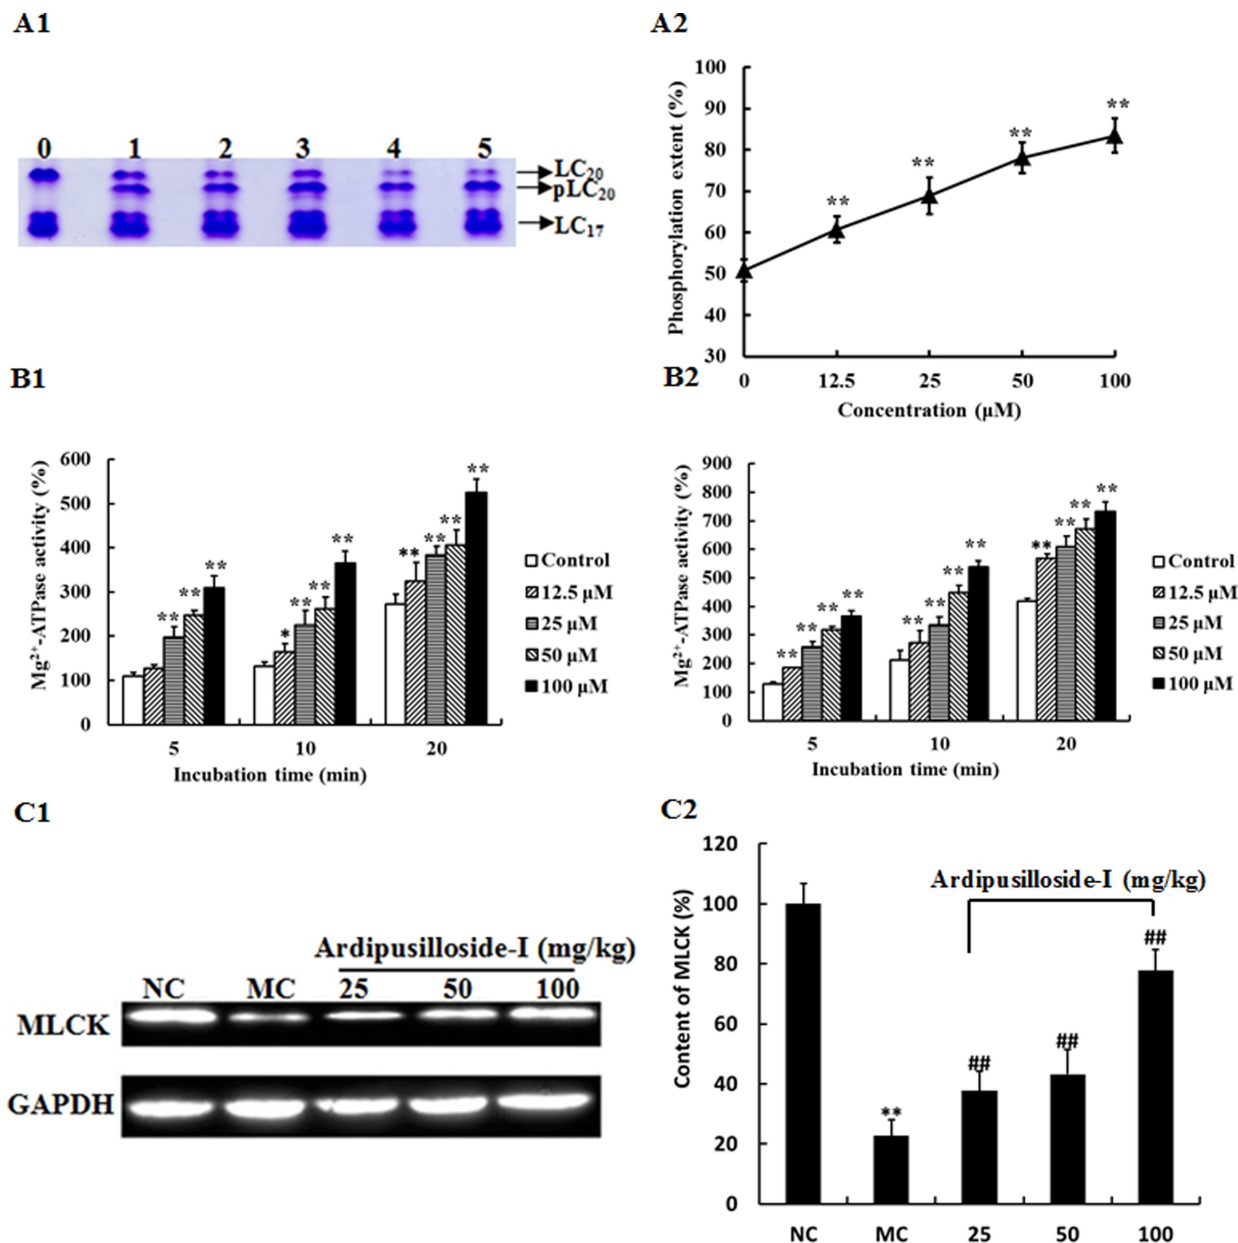 A1
0 1 2 3 4 5
LC20
pLC20
LC17
A2
Phosphorylation extent (%)
100
90
80
70
60
50
40
30
** ** ** **
0 12.5 25 50 100
Concentration (μM)
B1
Mg2+-ATPase activity (%)
600
500
400
300
200
100
0
** ** **
* ** ** **
** ** ** **
5 10 20
Incubation time (min)
Control
12.5 μM
25 μM
50 μM
100 μM
B2
Mg2+-ATPase activity (%)
900
800
700
600
500
400
300
200
100
0
** ** ** **
** ** ** **
** ** ** **
5 10 20
Incubation time (min)
Control
12.5 μM
25 μM
50 μM
100 μM
C1
Ardipusilloside-I (mg/kg)
NC MC 25 50 100
MLCK
GAPDH
C2
Content of MLCK (%)
120
100
80
60
40
20
0
Ardipusilloside-I (mg/kg)
** ## ## ##
NC MC 25 50 100